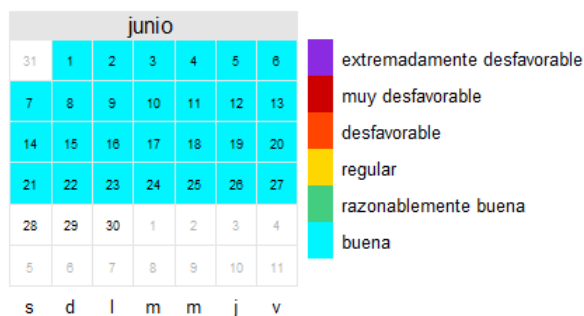 junio
31 1 2 3 4 5 6
7 8 9 10 11 12 13
14 15 16 17 18 19 20
21 22 23 24 25 26 27
28 29 30 1 2 3 4
5 6 7 8 9 10 11
s d l m m j v
extremadamente desfavorable
muy desfavorable
desfavorable
regular
razonablemente buena
buena